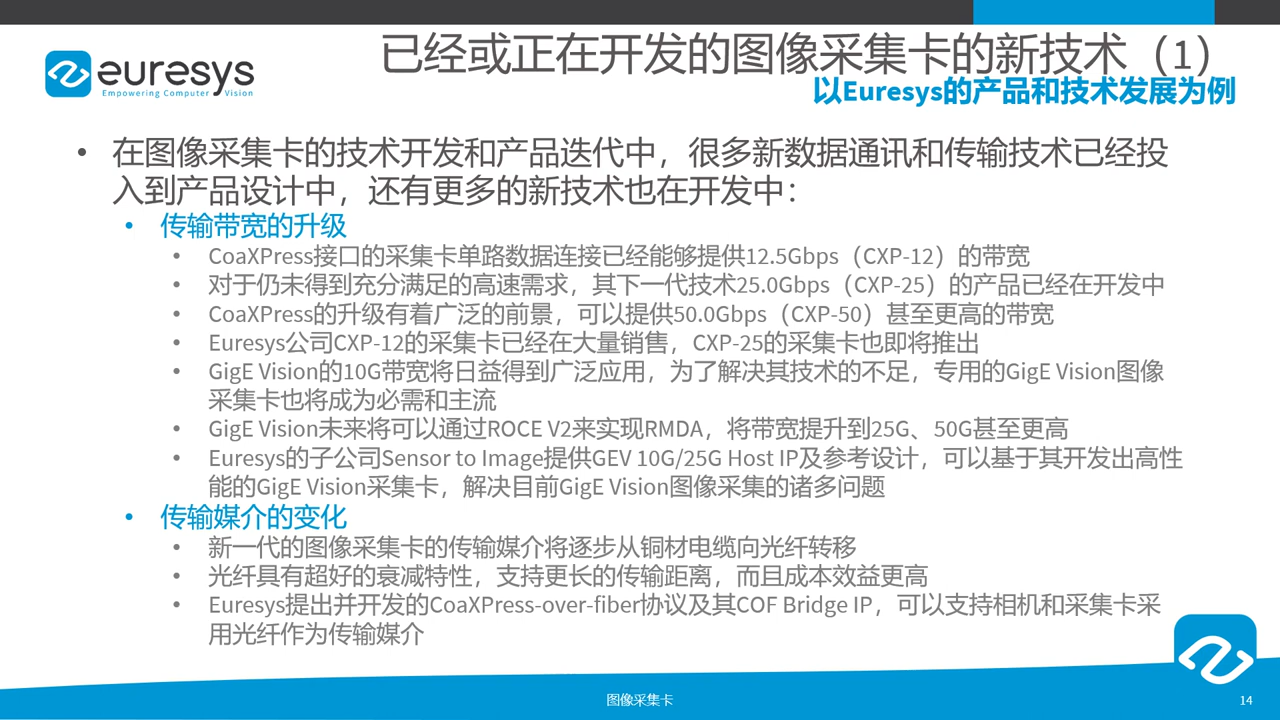 已经或正在开发的图像采集卡的新技术（1）
euresys
Empowering Computer Vision
以Euresys的产品和技术发展为例
• 在图像采集卡的技术开发和产品迭代中，很多新数据通讯和传输技术已经投
入到产品设计中，还有更多的新技术也在开发中：
• 传输带宽的升级
• CoaXPress接口的采集卡单路数据连接已经能够提供12.5Gbps（CXP-12）的带宽
• 对于仍未得到充分满足的高速需求，其下一代技术25.0Gbps（CXP-25）的产品已经在开发中
• CoaXPress的升级有着广泛的前景，可以提供50.0Gbps（CXP-50）甚至更高的带宽
• Euresys公司CXP-12的采集卡已经在大量销售，CXP-25的采集卡也即将推出
• GigE Vision的10G带宽将日益得到广泛应用，为了解决其技术的不足，专用的GigE Vision图像
采集卡也将成为必需和主流
• GigE Vision未来将可以通过ROCE V2来实现RMDA，将带宽提升到25G、50G甚至更高
• Euresys的子公司Sensor to Image提供GEV 10G/25G Host IP及参考设计，可以基于其开发出高性
能的GigE Vision采集卡，解决目前GigE Vision图像采集的诸多问题
• 传输媒介的变化
• 新一代的图像采集卡的传输媒介将逐步从铜材电缆向光纤转移
• 光纤具有超好的衰减特性，支持更长的传输距离，而且成本效益更高
• Euresys提出并开发的CoaXPress-over-fiber协议及其COF Bridge IP，可以支持相机和采集卡采
用光纤作为传输媒介
图像采集卡
14